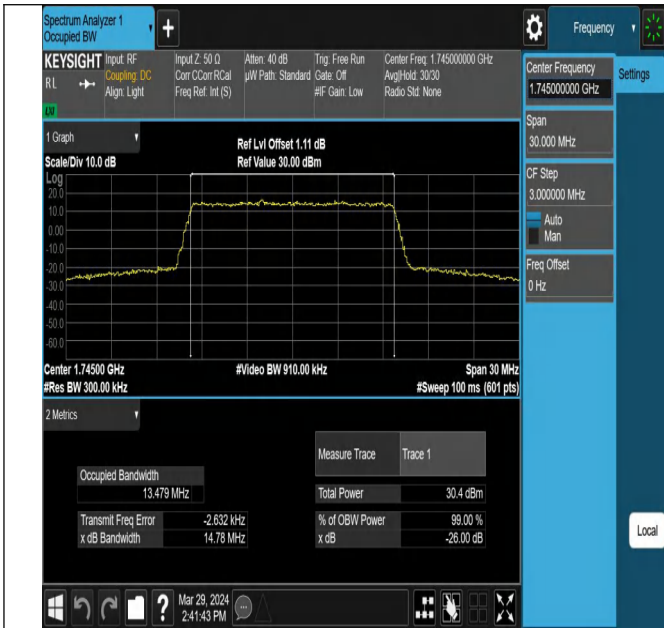 Spectrum Analyzer 1
Occupied BW
Frequency
KEYSIGHT
RL
LXI
Input: RF
Coupling: DC
Align: Light
Input Z: 50 Ω
Corr CCorr RCal
Freq Ref: Int (S)
Atten: 40 dB
µW Path: Standard
Trig: Free Run
Gate: Off
#IF Gain: Low
Center Freq: 1.745000000 GHz
Avg|Hold: 30/30
Radio Std: None
Center Frequency
1.745000000 GHz
Settings
Span
30.000 MHz
CF Step
3.000000 MHz
Auto
Man
Freq Offset
0 Hz
Local
1 Graph
Scale/Div 10.0 dB
Ref Lvl Offset 1.11 dB
Ref Value 30.00 dBm
Log
20.0
10.0
0.00
-10.0
-20.0
-30.0
-40.0
-50.0
-60.0
Center 1.74500 GHz
#Video BW 910.00 kHz
Span 30 MHz
#Res BW 300.00 kHz
#Sweep 100 ms (601 pts)
2 Metrics
Measure Trace Trace 1
Occupied Bandwidth
13.479 MHz
Total Power 30.4 dBm
Transmit Freq Error -2.632 kHz
% of OBW Power 99.00 %
x dB Bandwidth 14.78 MHz
x dB -26.00 dB
?
Mar 29, 2024
2:41:43 PM